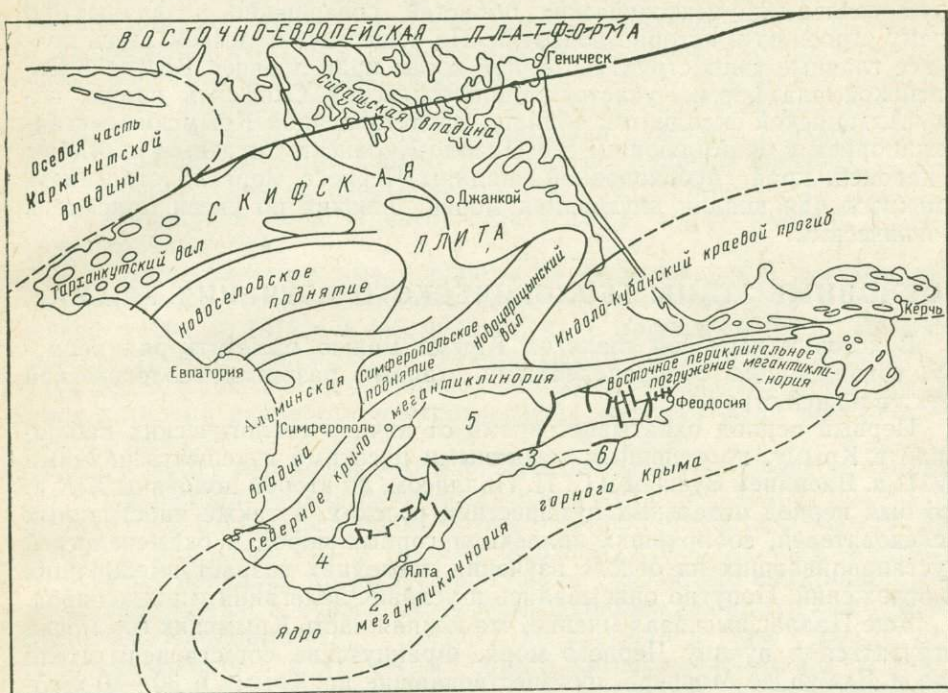 ВОСТОЧНО-ЕВРОПЕЙСКАЯ ПЛАТФОРМА
Геническ
Сивашская впадина
Осевая часть
Каркинитской
впадины
СКИФСКАЯ
Джанкой
ПЛИТА
Тарханкутский вал
Новоселовское
поднятие
Симферопольское
поднятие
Новоцарицынский
вал
Индоло-Кубанский краевой прогиб
Керчь
Евпатория
Альминская
впадина
Симферополь
Северное крыло мегантиклинория
Восточное периклинальное
погружение мегантикли-
-нория
Феодосия
5
3
6
1
4
Ялта
2
Ядро мегантиклинория горного Крыма